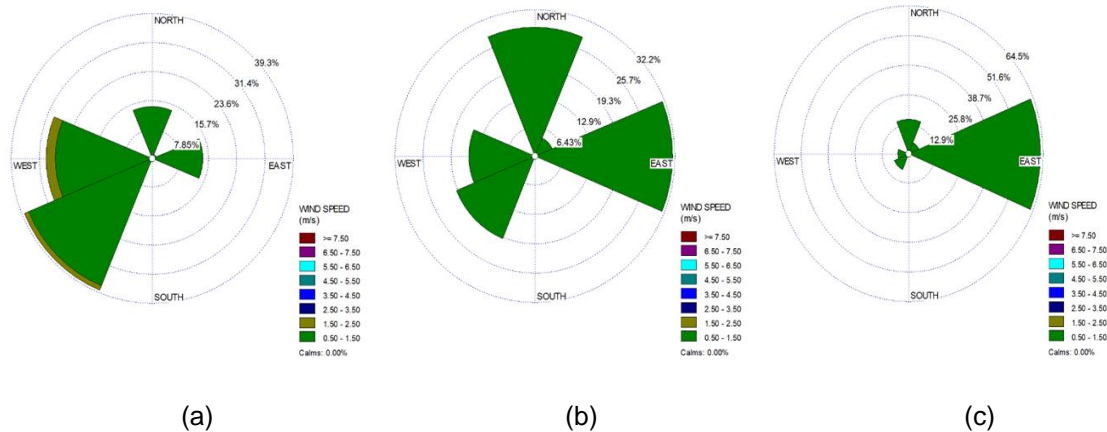 NORTH
39.3%
31.4%
23.6%
15.7%
7.85%
WEST
EAST
SOUTH
WIND SPEED
(m/s)
>= 7.50
6.50 - 7.50
5.50 - 6.50
4.50 - 5.50
3.50 - 4.50
2.50 - 3.50
1.50 - 2.50
0.50 - 1.50
Calms: 0.00%
(a)
NORTH
32.2%
25.7%
19.3%
12.9%
6.43%
WEST
EAST
SOUTH
WIND SPEED
(m/s)
>= 7.50
6.50 - 7.50
5.50 - 6.50
4.50 - 5.50
3.50 - 4.50
2.50 - 3.50
1.50 - 2.50
0.50 - 1.50
Calms: 0.00%
(b)
NORTH
64.5%
51.6%
38.7%
25.8%
12.9%
WEST
EAST
SOUTH
WIND SPEED
(m/s)
>= 7.50
6.50 - 7.50
5.50 - 6.50
4.50 - 5.50
3.50 - 4.50
2.50 - 3.50
1.50 - 2.50
0.50 - 1.50
Calms: 0.00%
(c)